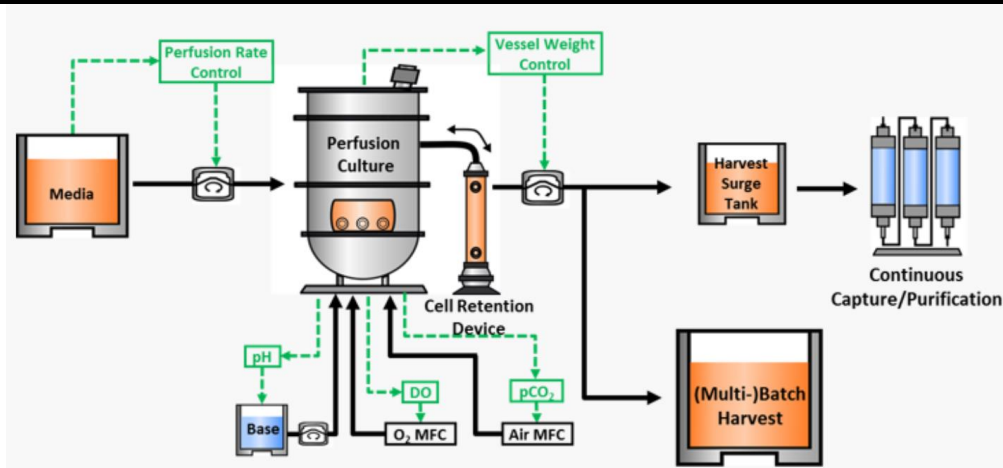 Perfusion Rate
Control
Vessel Weight
Control
Media
Perfusion
Culture
Harvest
Surge
Tank
Cell Retention
Device
Continuous
Capture/Purification
pH
DO
pCO₂
Base
O₂ MFC
Air MFC
(Multi-)Batch
Harvest